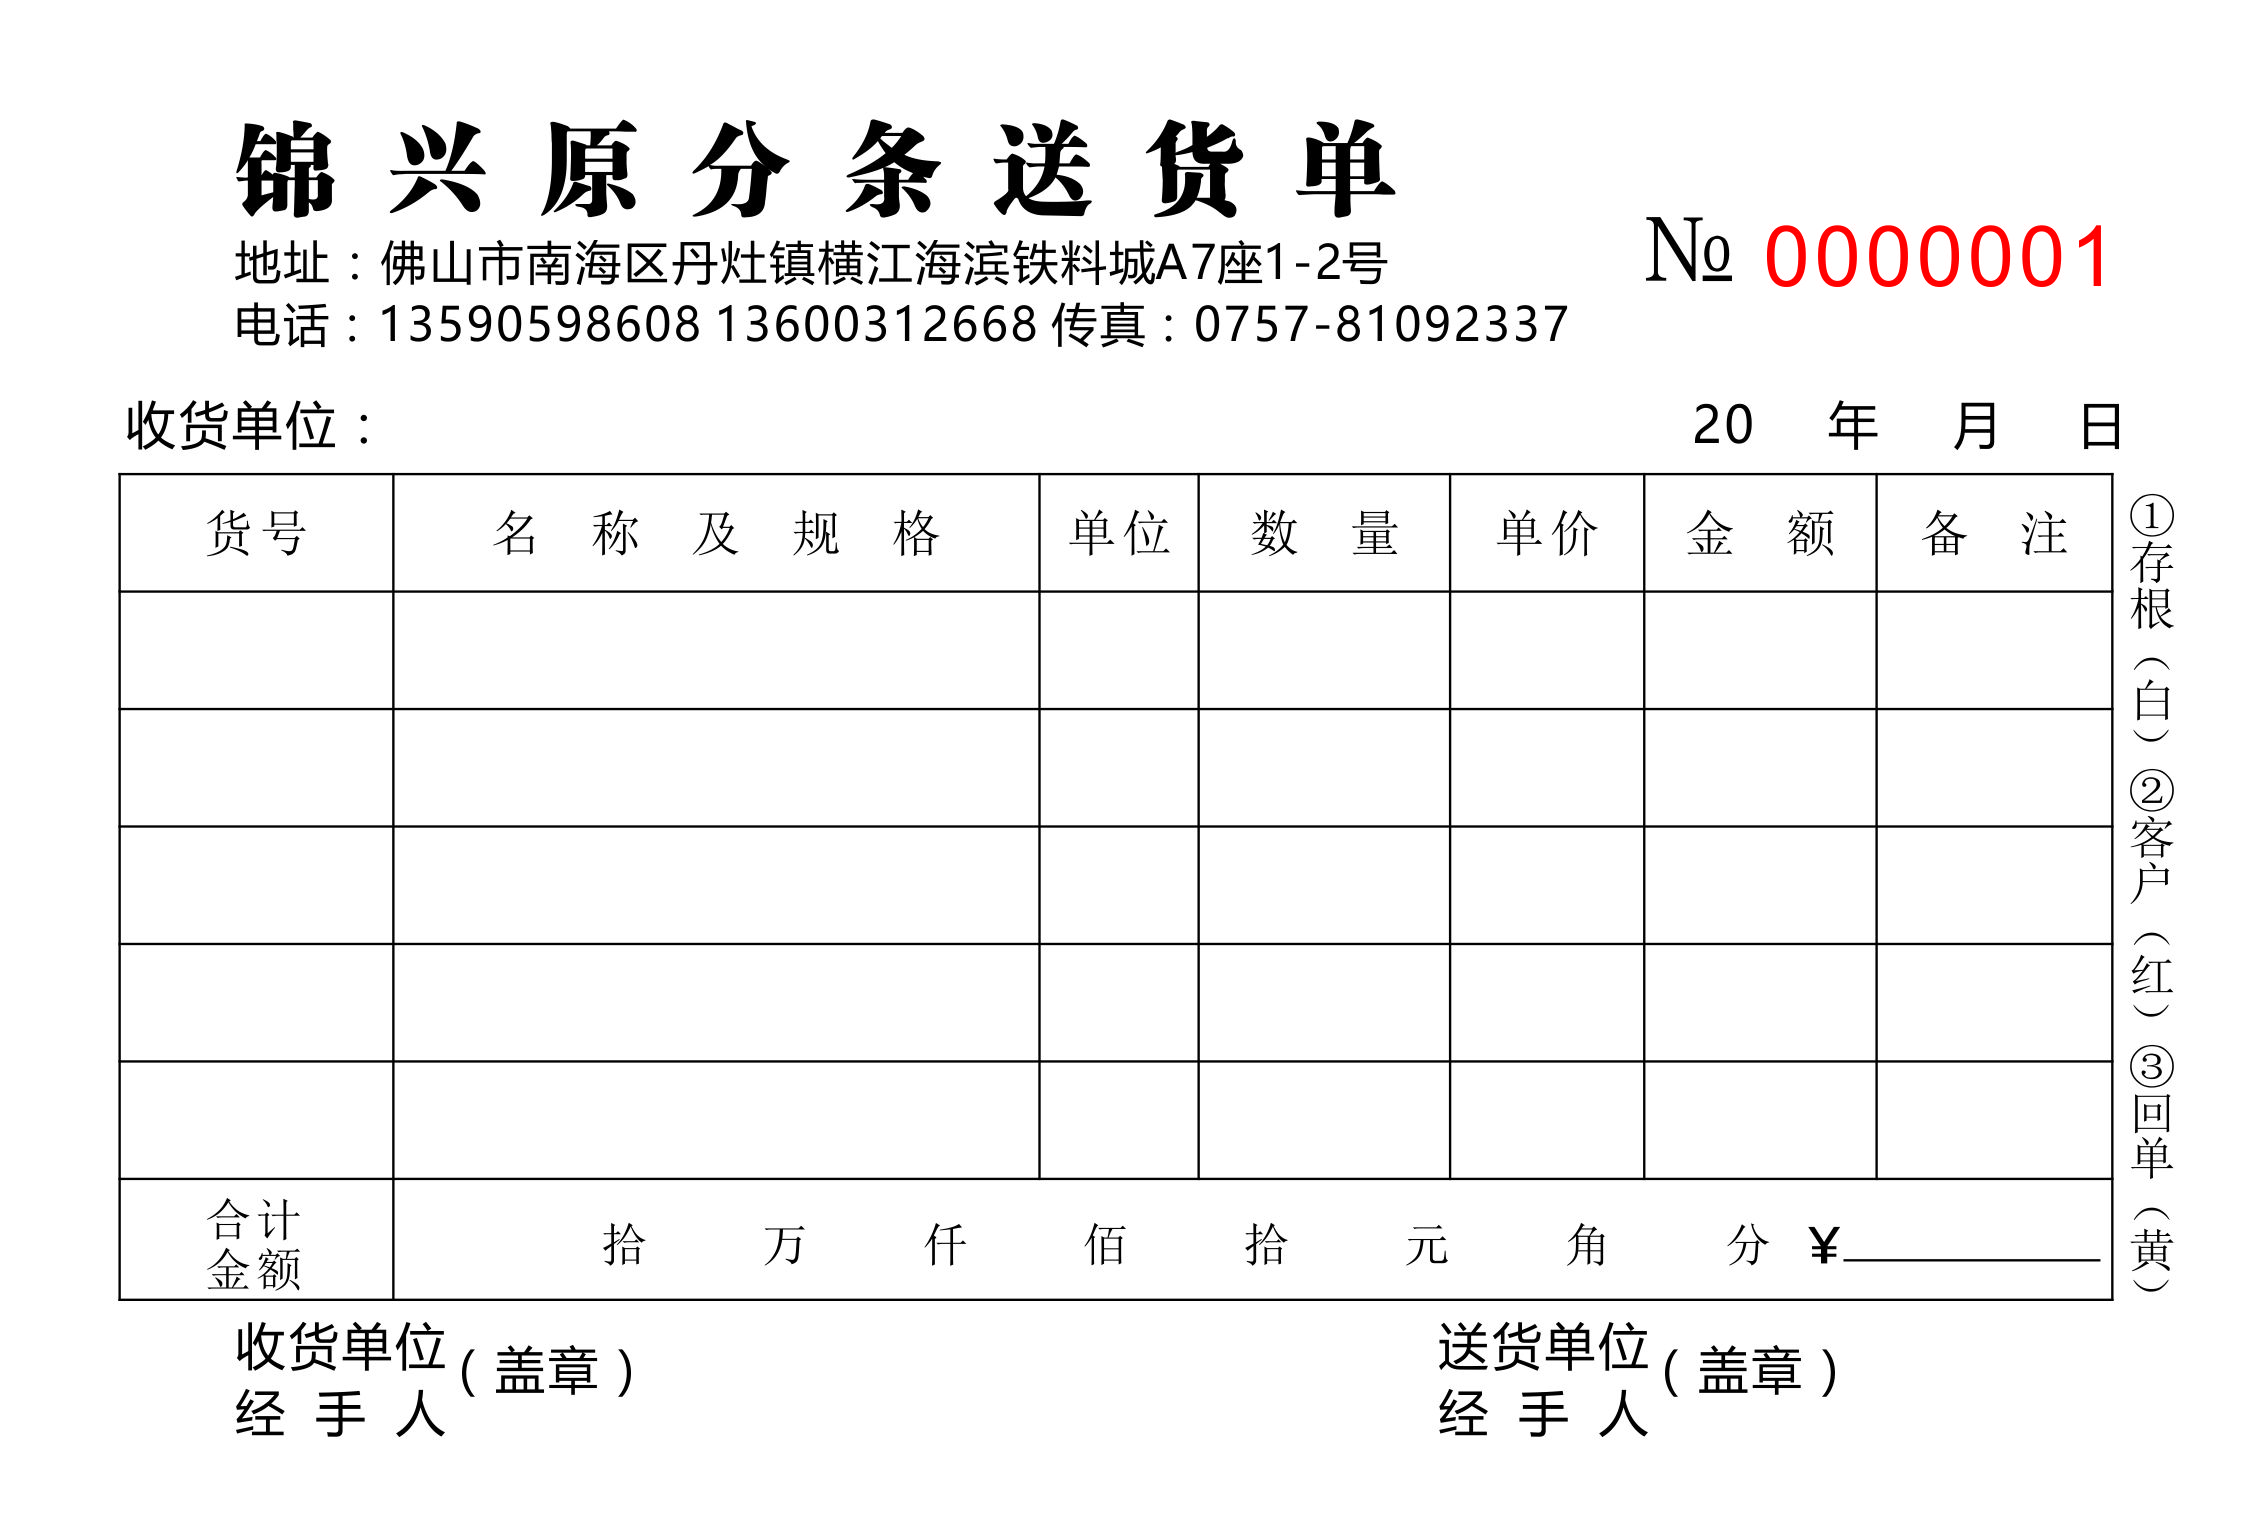 锦兴原分条送货单
地址：佛山市南海区丹灶镇横江海滨铁料城A7座1-2号
№ 0000001
电话：13590598608 13600312668 传真：0757-81092337
收货单位：
20 年 月 日
货号 名称及规格 单位 数量 单价 金额 备注
合计金额 拾 万 仟 佰 拾 元 角 分 ¥
①存根（白）②客户（红）③回单（黄）
收货单位
经手人
（盖章）
送货单位
经手人
（盖章）